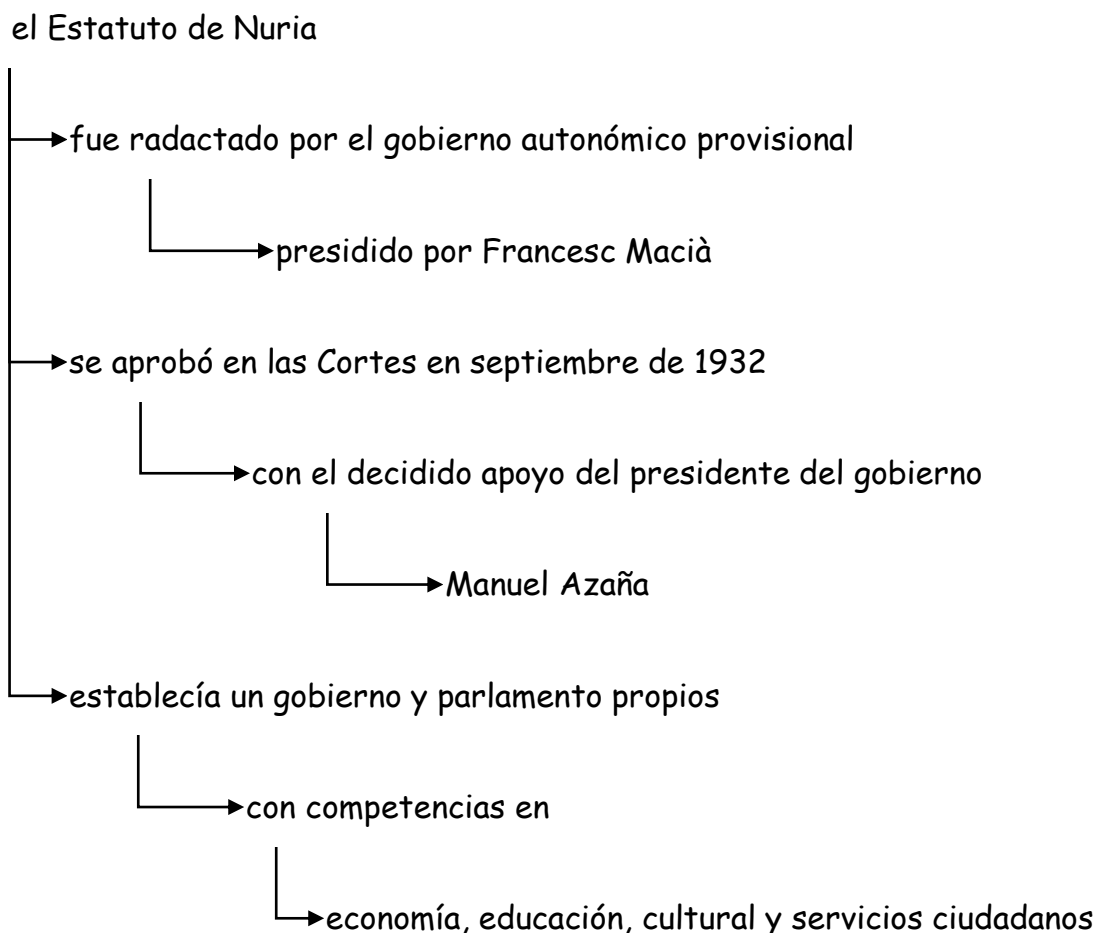 el Estatuto de Nuria
fue radactado por el gobierno autonómico provisional
presidido por Francesc Macià
se aprobó en las Cortes en septiembre de 1932
con el decidido apoyo del presidente del gobierno
Manuel Azaña
establecía un gobierno y parlamento propios
con competencias en
economía, educación, cultural y servicios ciudadanos